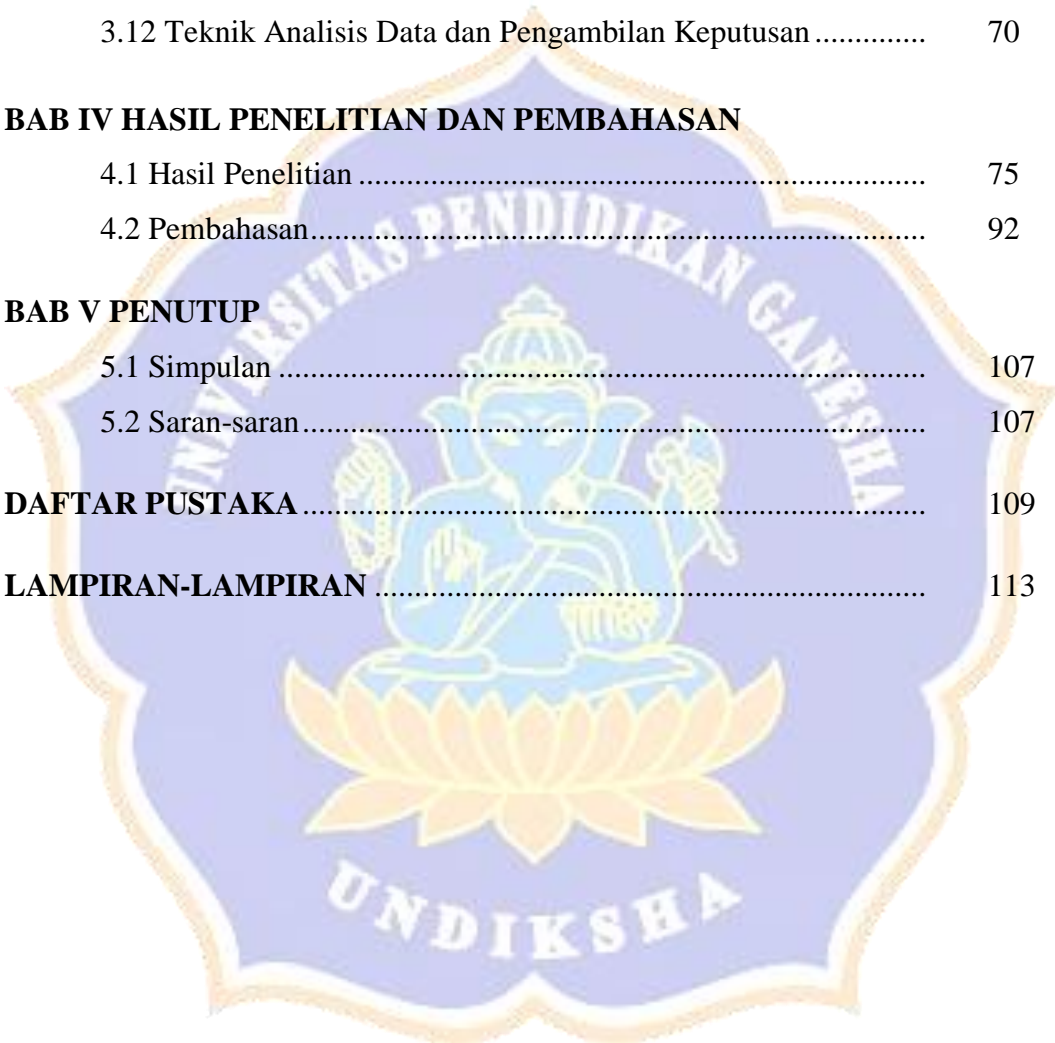 3.12 Teknik Analisis Data dan Pengambilan Keputusan .............. 70
BAB IV HASIL PENELITIAN DAN PEMBAHASAN
4.1 Hasil Penelitian ....................................................................... 75
4.2 Pembahasan............................................................................. 92
BAB V PENUTUP
5.1 Simpulan ................................................................................. 107
5.2 Saran-saran.............................................................................. 107
DAFTAR PUSTAKA .............................................................................. 109
LAMPIRAN-LAMPIRAN ..................................................................... 113
UNIVERSITAS PENDIDIKAN GANESHA
UNDIKSHA